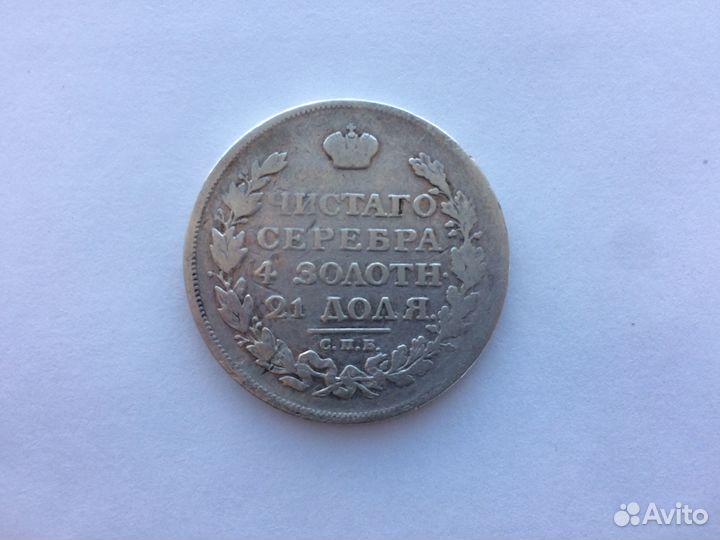 ЧИСТАГО
СЕРЕБРА
4 ЗОЛОТН.
21 ДОЛЯ.
С.П.Б.
Avito